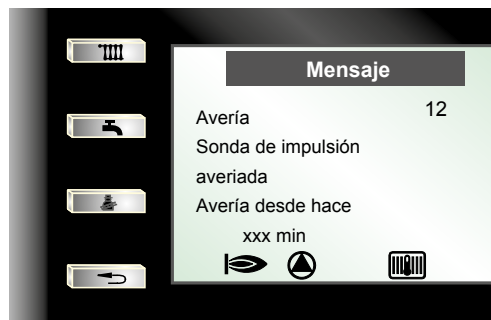 Mensaje
Avería 12
Sonda de impulsión
averiada
Avería desde hace
xxx min